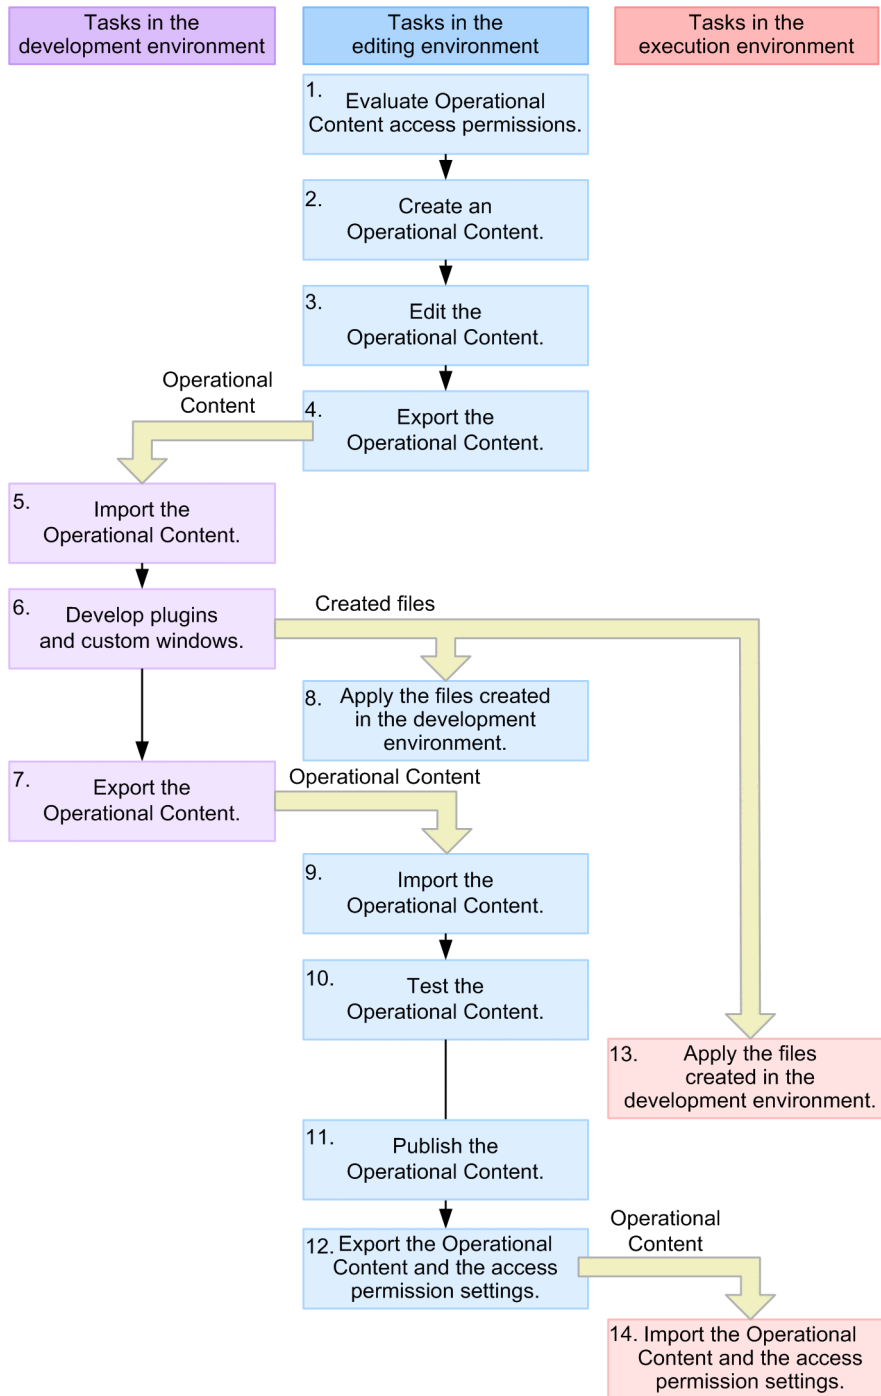 Tasks in the
development environment
Tasks in the
editing environment
Tasks in the
execution environment
1.
Evaluate Operational
Content access permissions.
2.
Create an
Operational Content.
3.
Edit the
Operational Content.
Operational
Content
4.
Export the
Operational Content.
5.
Import the
Operational Content.
6.
Develop plugins
and custom windows.
Created files
8.
Apply the files created
in the development
environment.
7.
Export the
Operational Content.
Operational Content
9.
Import the
Operational Content.
10.
Test the
Operational Content.
13.
Apply the files
created in the
development environment.
11.
Publish the
Operational Content.
12.
Export the Operational
Content and the access
permission settings.
Operational
Content
14.
Import the Operational
Content and the access
permission settings.